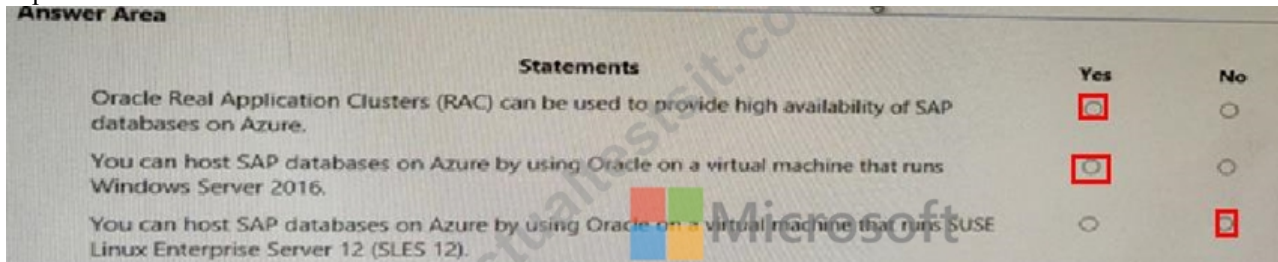 Answer Area
Statements
Yes
No
Oracle Real Application Clusters (RAC) can be used to provide high availability of SAP
databases on Azure.
You can host SAP databases on Azure by using Oracle on a virtual machine that runs
Windows Server 2016.
You can host SAP databases on Azure by using Oracle on a virtual machine that runs SUSE
Linux Enterprise Server 12 (SLES 12).
Microsoft
ctualtestsit.com